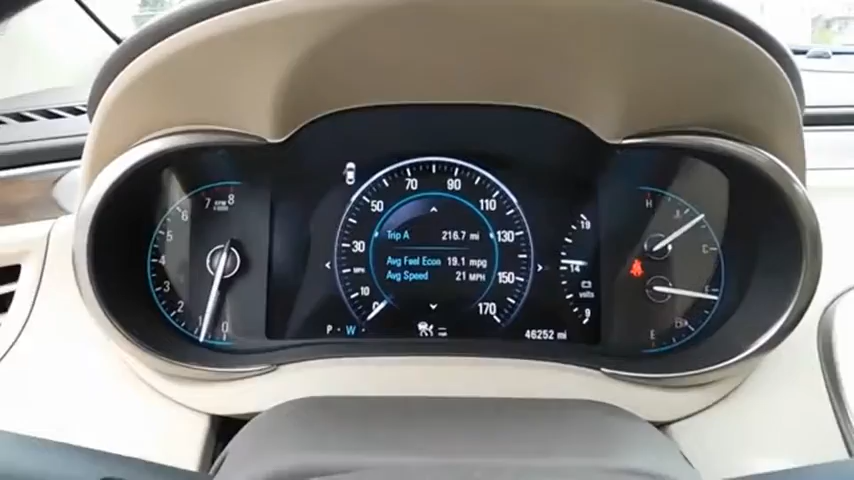 8
7 RPM x1000
6
5
4
3
2
1
0
70 90
50 110
30 130
MPH
10 150
170
Trip A 216.7 mi
Avg Fuel Econ 19.1 mpg
Avg Speed 21 MPH
P · W
46252 mi
19
14
volts
9
H
C
F
E